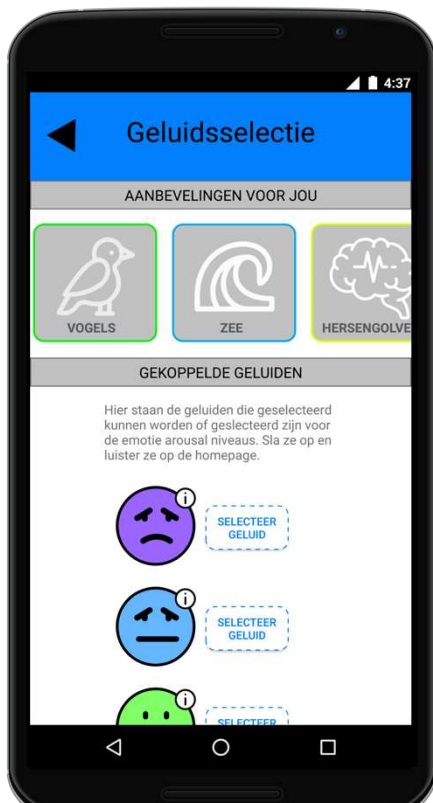 4:37
Geluidsselectie
AANBEVELINGEN VOOR JOU
VOGELS
ZEE
HERSENGOLVE
GEKOPPELDE GELUIDEN
Hier staan de geluiden die geselecteerd
kunnen worden of geslecteerd zijn voor
de emotie arousal niveaus. Sla ze op en
luister ze op de homepage.
i
SELECTEER
GELUID
i
SELECTEER
GELUID
i
SELECTEER